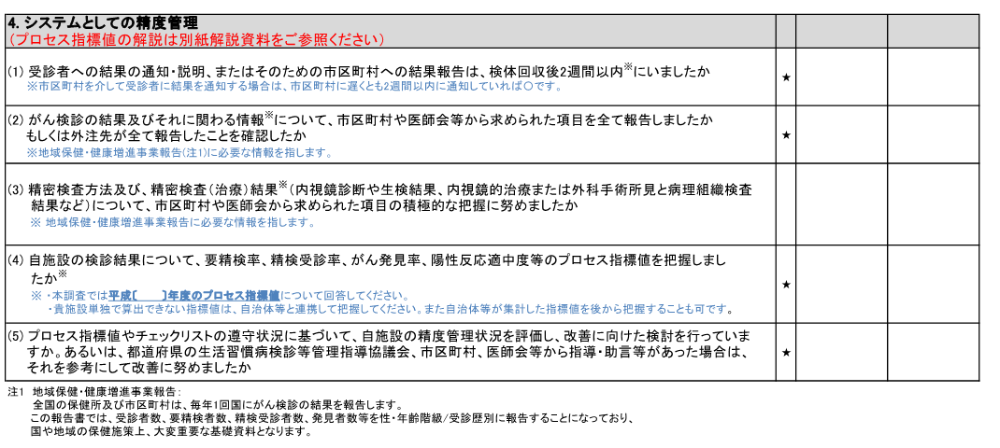 4. システムとしての精度管理
（プロセス指標値の解説は別紙解説資料をご参照ください）
(1) 受診者への結果の通知・説明、またはそのための市区町村への結果報告は、検体回収後2週間以内※にいましたか
★
※市区町村を介して受診者に結果を通知する場合は、市区町村に遅くとも2週間以内に通知していれば〇です。
(2) がん検診の結果及びそれに関わる情報※について、市区町村や医師会等から求められた項目を全て報告しましたか
もしくは外注先が全て報告したことを確認したか
★
※地域保健・健康増進事業報告(注1)に必要な情報を指します。
(3) 精密検査方法及び、精密検査（治療）結果※（内視鏡診断や生検結果、内視鏡的治療または外科手術所見と病理組織検査
結果など）について、市区町村や医師会から求められた項目の積極的な把握に努めましたか
※ 地域保健・健康増進事業報告に必要な情報を指します。
(4) 自施設の検診結果について、要精検率、精検受診率、がん発見率、陽性反応適中度等のプロセス指標値を把握しまし
たか※
★
※ ・本調査では平成〔　　〕年度のプロセス指標値について回答してください。
・貴施設単独で算出できない指標値は、自治体等と連携して把握してください。また自治体等が集計した指標値を後から把握することも可です。
(5) プロセス指標値やチェックリストの遵守状況に基づいて、自施設の精度管理状況を評価し、改善に向けた検討を行っていま
すか。あるいは、都道府県の生活習慣病検診等管理指導協議会、市区町村、医師会等から指導・助言等があった場合は、
★
それを参考にして改善に努めましたか
注1　地域保健・健康増進事業報告：
全国の保健所及び市区町村は、毎年1回国にがん検診の結果を報告します。
この報告書では、受診者数、要精検者数、精検受診者数、発見者数等を性・年齢階級/受診歴別に報告することになっており、
国や地域の保健施策上、大変重要な基礎資料となります。